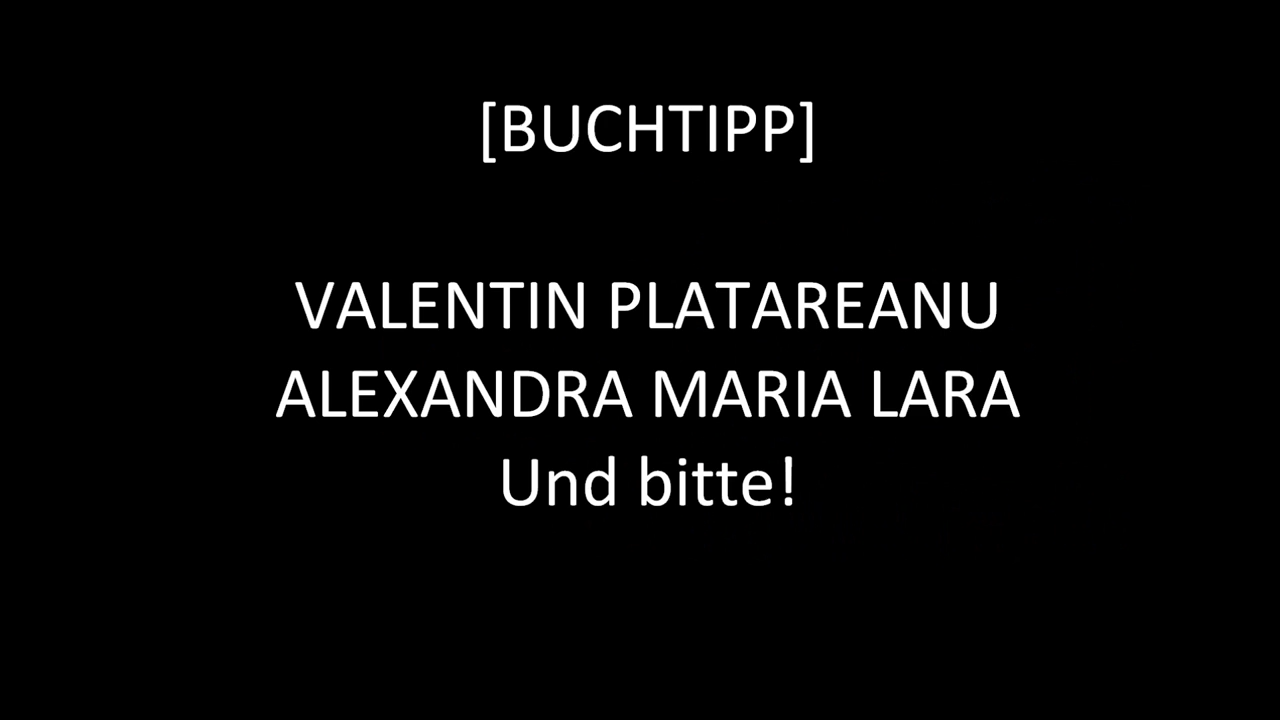 [BUCHTIPP]
VALENTIN PLATAREANU
ALEXANDRA MARIA LARA
Und bitte!